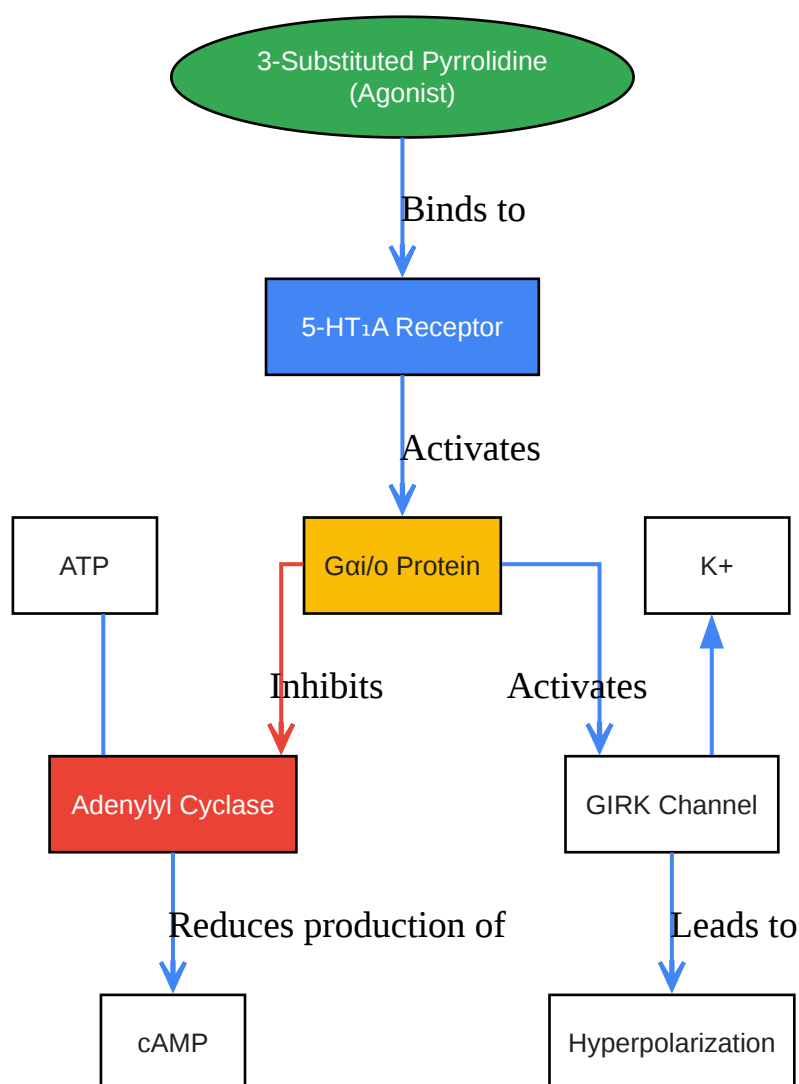 3-Substituted Pyrrolidine
(Agonist)
Binds to
5-HT₁A Receptor
Activates
ATP
Gαi/o Protein
K+
Inhibits
Activates
Adenylyl Cyclase
GIRK Channel
Reduces production of
Leads to
cAMP
Hyperpolarization